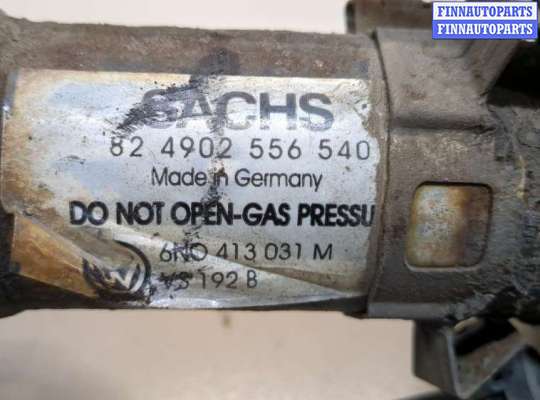 FINNAUTOPARTS
FINNAUTOPARTS
SACHS
82 4902 556 540
Made in Germany
DO NOT OPEN-GAS PRESSU
6N0 413 031 M
VS 192 B